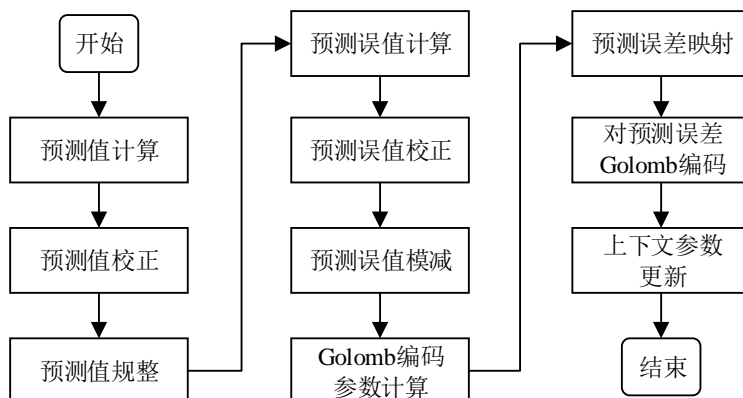 开始
预测值计算
预测值校正
预测值规整
预测误值计算
预测误值校正
预测误值模减
Golomb编码
参数计算
预测误差映射
对预测误差
Golomb编码
上下文参数
更新
结束